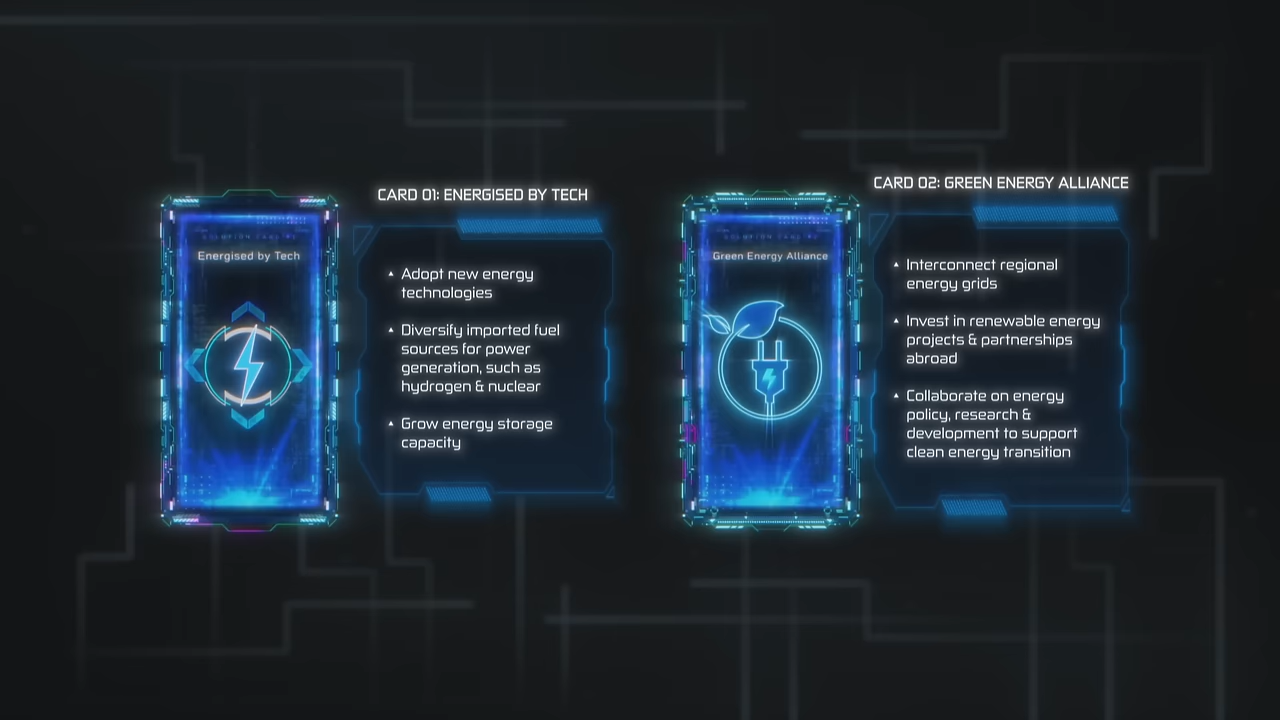 CARD 01: ENERGISED BY TECH
Energised by Tech
Adopt new energy
technologies
Diversify imported fuel
sources for power
generation, such as
hydrogen & nuclear
Grow energy storage
capacity
CARD 02: GREEN ENERGY ALLIANCE
Green Energy Alliance
Interconnect regional
energy grids
Invest in renewable energy
projects & partnerships
abroad
Collaborate on energy
policy, research &
development to support
clean energy transition